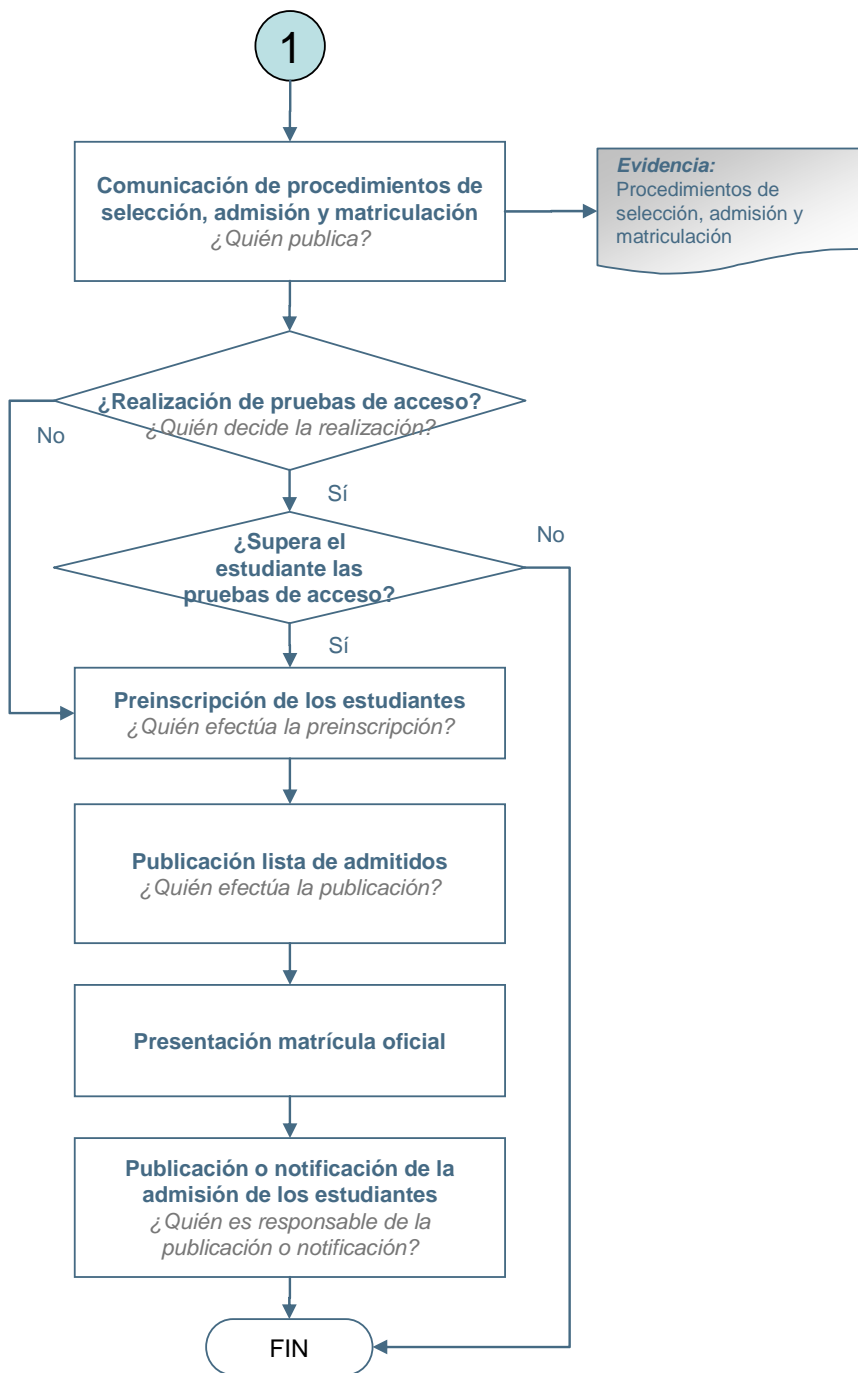 1
Comunicación de procedimientos de
selección, admisión y matriculación
¿Quién publica?
Evidencia:
Procedimientos de
selección, admisión y
matriculación
¿Realización de pruebas de acceso?
¿Quién decide la realización?
No
Sí
¿Supera el
estudiante las
pruebas de acceso?
No
Sí
Preinscripción de los estudiantes
¿Quién efectúa la preinscripción?
Publicación lista de admitidos
¿Quién efectúa la publicación?
Presentación matrícula oficial
Publicación o notificación de la
admisión de los estudiantes
¿Quién es responsable de la
publicación o notificación?
FIN